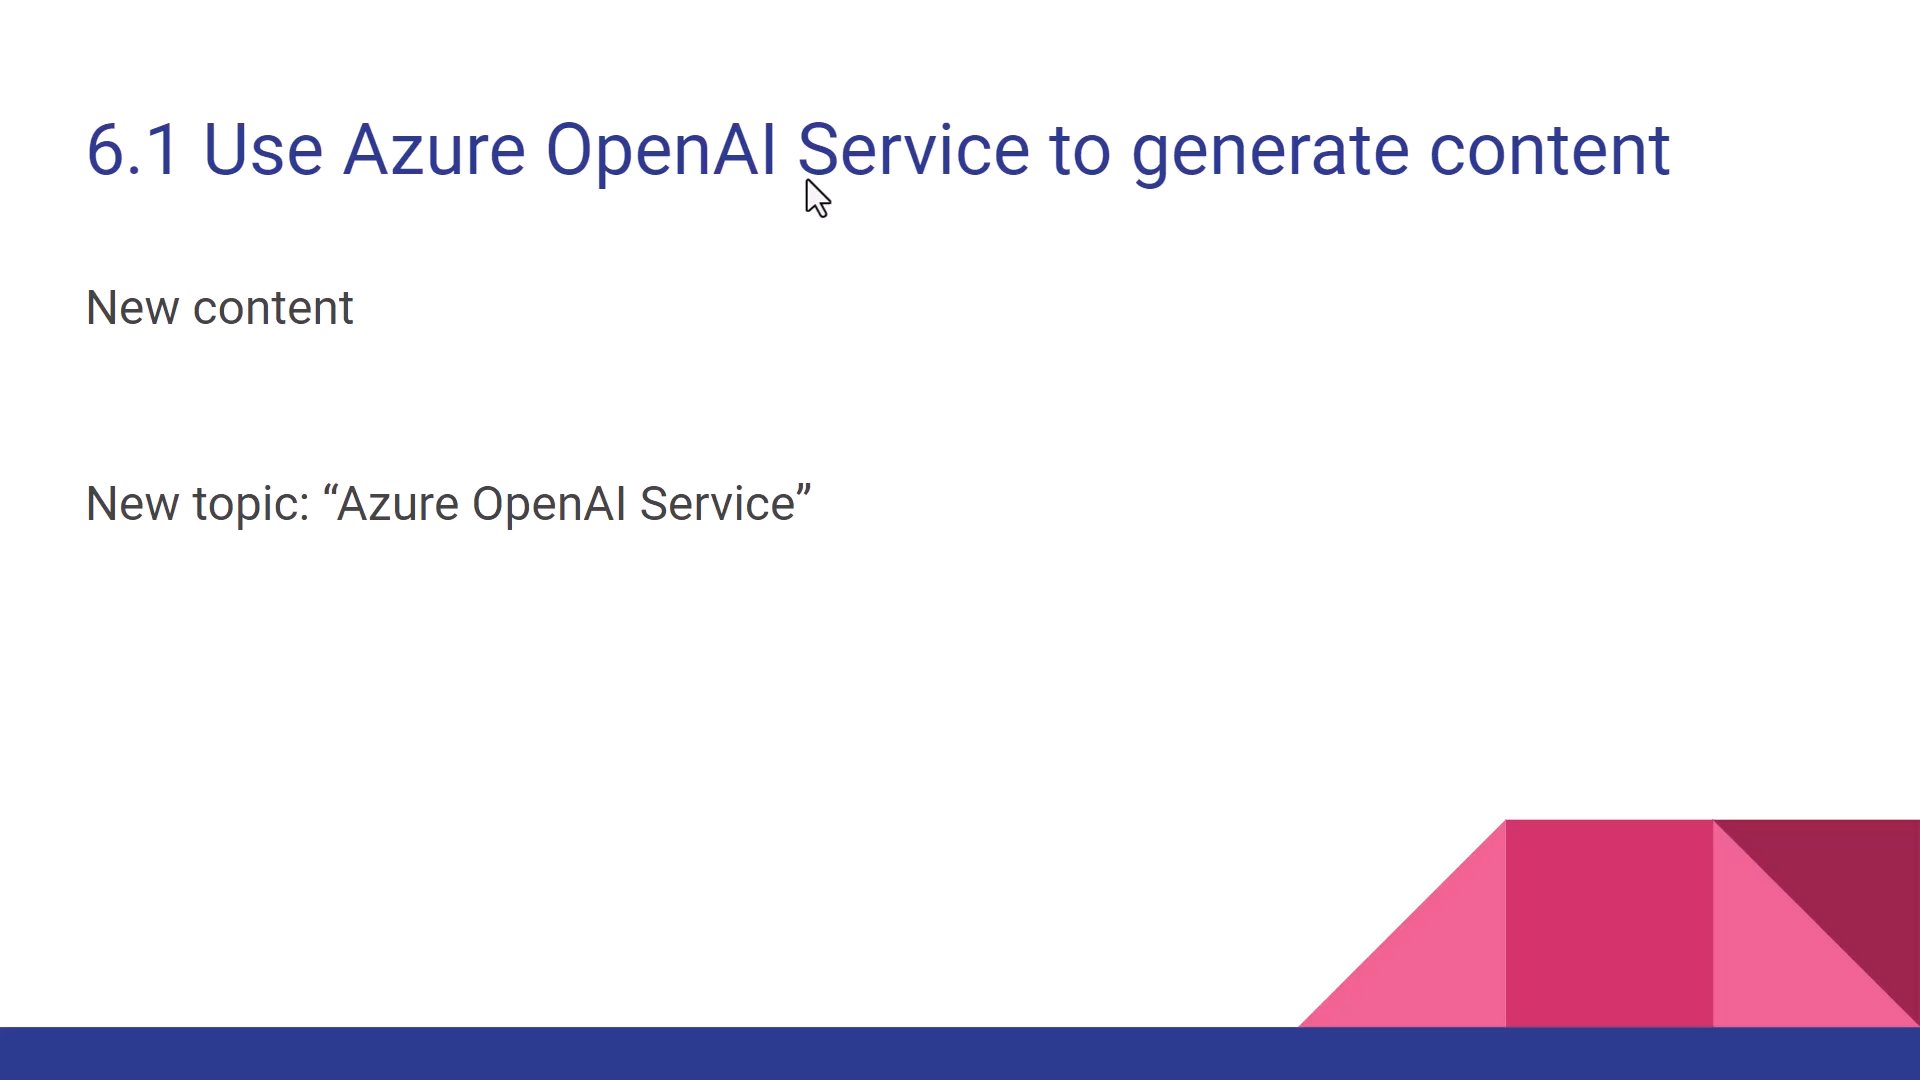 6.1 Use Azure OpenAI Service to generate content
New content
New topic: “Azure OpenAI Service”